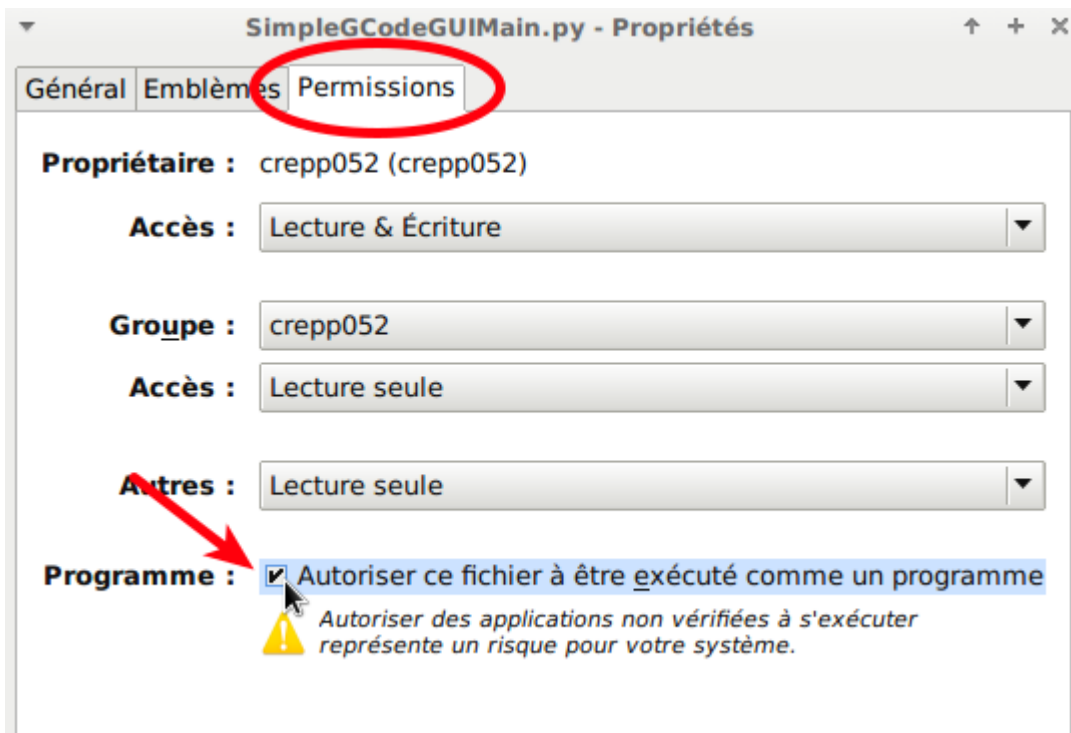 SimpleGCodeGUIMain.py - Propriétés
Général Emblèmes Permissions
Propriétaire : crepp052 (crepp052)
Accès : Lecture & Écriture
Groupe : crepp052
Accès : Lecture seule
Autres : Lecture seule
Programme : Autoriser ce fichier à être exécuté comme un programme
Autoriser des applications non vérifiées à s'exécuter
représente un risque pour votre système.